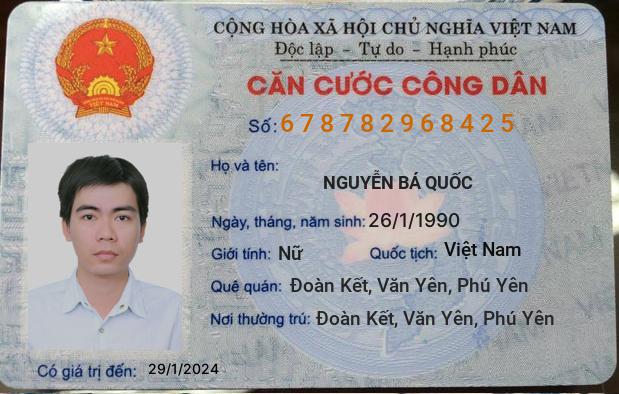 CỘNG HÒA XÃ HỘI CHỦ NGHĨA VIỆT NAM
Độc lập - Tự do - Hạnh phúc
CĂN CƯỚC CÔNG DÂN
Số: 678782968425
Họ và tên:
NGUYỄN BÁ QUỐC
Ngày, tháng, năm sinh: 26/1/1990
Giới tính: Nữ Quốc tịch: Việt Nam
Quê quán: Đoàn Kết, Văn Yên, Phú Yên
Nơi thường trú: Đoàn Kết, Văn Yên, Phú Yên
Có giá trị đến: 29/1/2024
VIỆT NAM